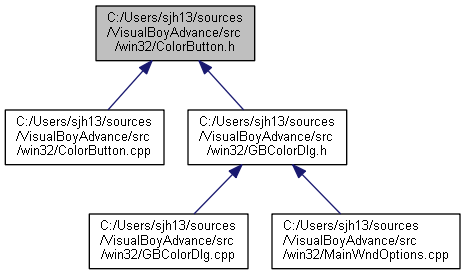 C:/Users/sjh13/sources
/VisualBoyAdvance/src
/win32/ColorButton.h
C:/Users/sjh13/sources
/VisualBoyAdvance/src
/win32/ColorButton.cpp
C:/Users/sjh13/sources
/VisualBoyAdvance/src
/win32/GBColorDlg.h
C:/Users/sjh13/sources
/VisualBoyAdvance/src
/win32/GBColorDlg.cpp
C:/Users/sjh13/sources
/VisualBoyAdvance/src
/win32/MainWndOptions.cpp